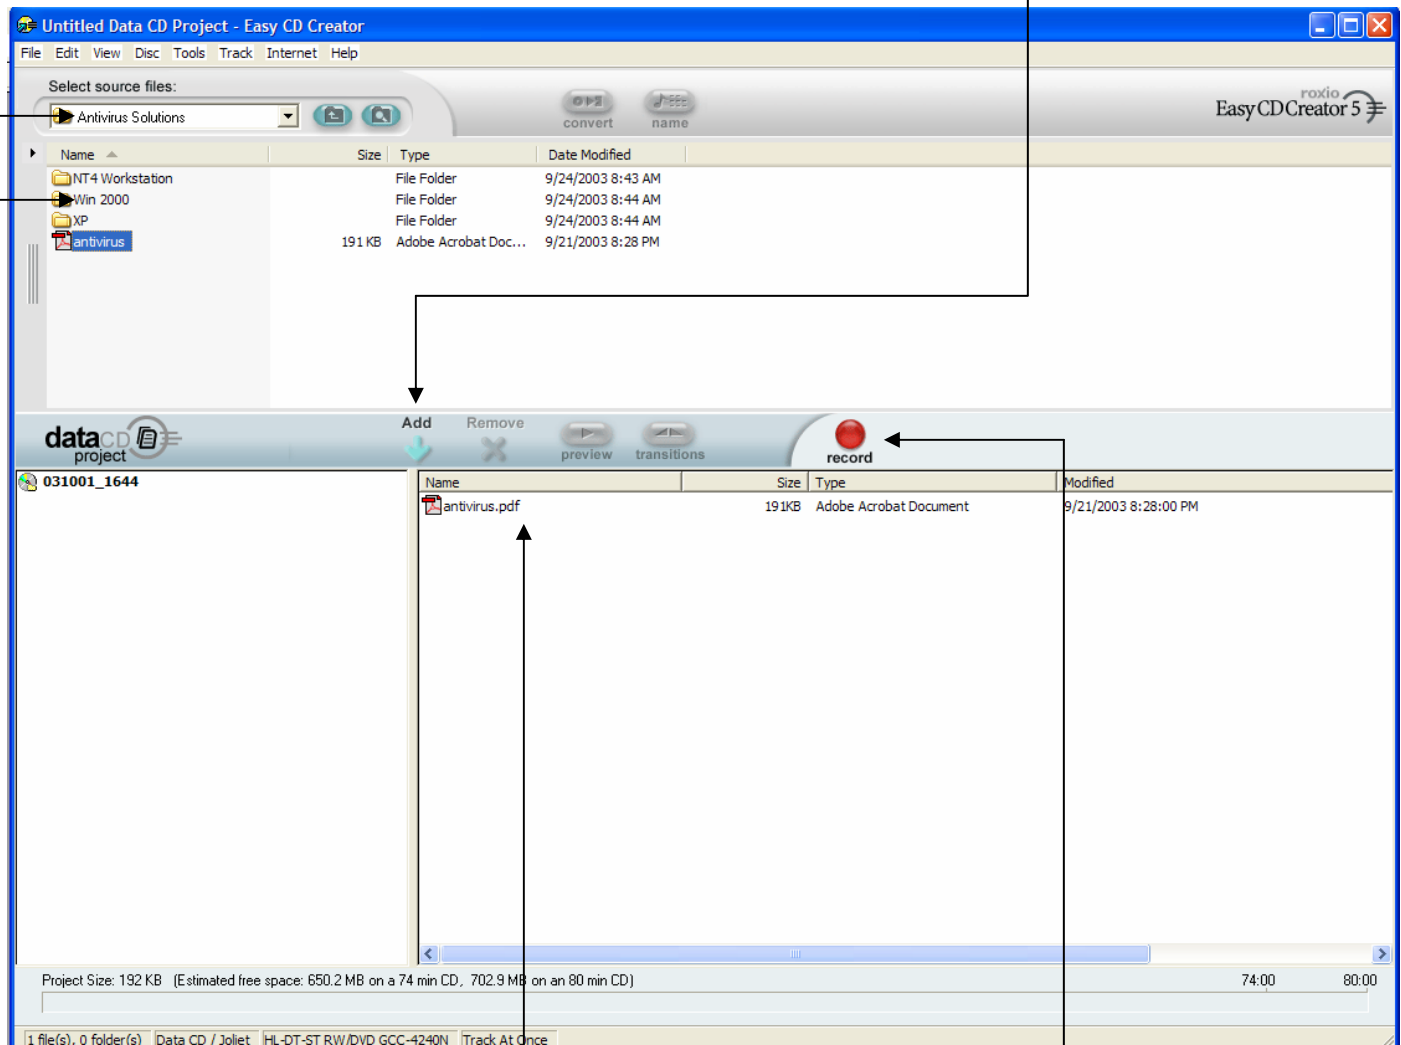 Untitled Data CD Project - Easy CD Creator
File Edit View Disc Tools Track Internet Help
Select source files:
Antivirus Solutions
convert name
roxio
Easy CD Creator 5
Name Size Type Date Modified
NT4 Workstation File Folder 9/24/2003 8:43 AM
Win 2000 File Folder 9/24/2003 8:44 AM
XP File Folder 9/24/2003 8:44 AM
antivirus 191 KB Adobe Acrobat Doc... 9/21/2003 8:28 PM
dataCD project
Add Remove preview transitions record
031001_1644
Name Size Type Modified
antivirus.pdf 191KB Adobe Acrobat Document 9/21/2003 8:28:00 PM
Project Size: 192 KB (Estimated free space: 650.2 MB on a 74 min CD, 702.9 MB on an 80 min CD) 74:00 80:00
1 file(s), 0 folder(s) Data CD / Joliet HL-DT-ST RW/DVD GCC-4240N Track At Once